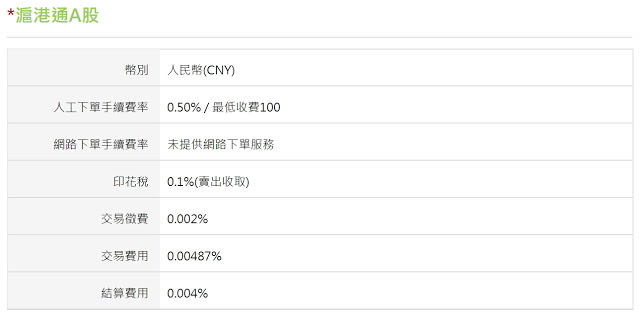 *滬港通A股
幣別 人民幣(CNY)
人工下單手續費率 0.50% / 最低收費100
網路下單手續費率 未提供網路下單服務
印花稅 0.1%(賣出收取)
交易徵費 0.002%
交易費用 0.00487%
結算費用 0.004%